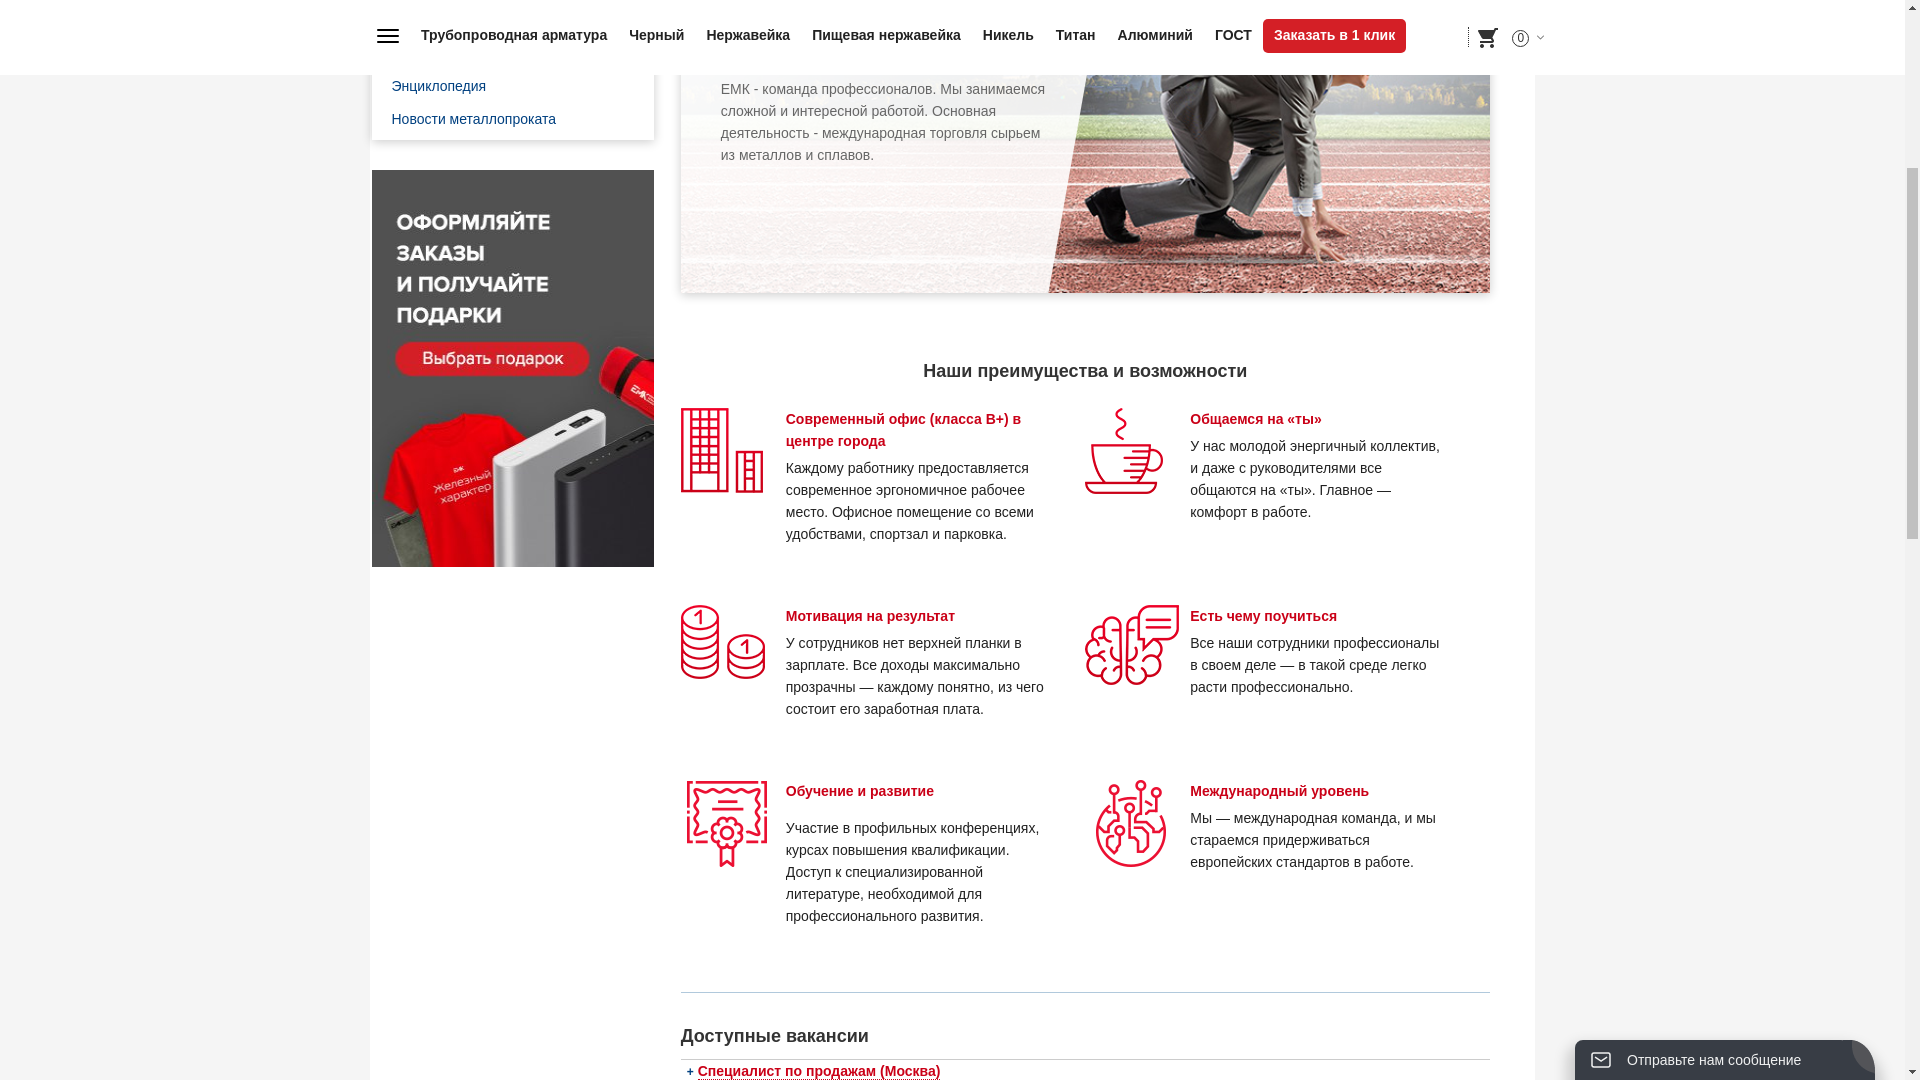 Трубопроводная арматура
Черный
Нержавейка
Пищевая нержавейка
Никель
Титан
Алюминий
ГОСТ
Заказать в 1 клик
0
Энциклопедия
Новости металлопроката
ОФОРМЛЯЙТЕ
ЗАКАЗЫ
И ПОЛУЧАЙТЕ
ПОДАРКИ
Выбрать подарок
ЕМК
ЕМК
Железный
характер
ЕМК - команда профессионалов. Мы занимаемся
сложной и интересной работой. Основная
деятельность - международная торговля сырьем
из металлов и сплавов.
Наши преимущества и возможности
Современный офис (класса В+) в
центре города
Каждому работнику предоставляется
современное эргономичное рабочее
место. Офисное помещение со всеми
удобствами, спортзал и парковка.
Общаемся на «ты»
У нас молодой энергичный коллектив,
и даже с руководителями все
общаются на «ты». Главное —
комфорт в работе.
1
1
Мотивация на результат
У сотрудников нет верхней планки в
зарплате. Все доходы максимально
прозрачны — каждому понятно, из чего
состоит его заработная плата.
Есть чему поучиться
Все наши сотрудники профессионалы
в своем деле — в такой среде легко
расти профессионально.
Обучение и развитие
Участие в профильных конференциях,
курсах повышения квалификации.
Доступ к специализированной
литературе, необходимой для
профессионального развития.
Международный уровень
Мы — международная команда, и мы
стараемся придерживаться
европейских стандартов в работе.
Доступные вакансии
+ Специалист по продажам (Москва)
Отправьте нам сообщение